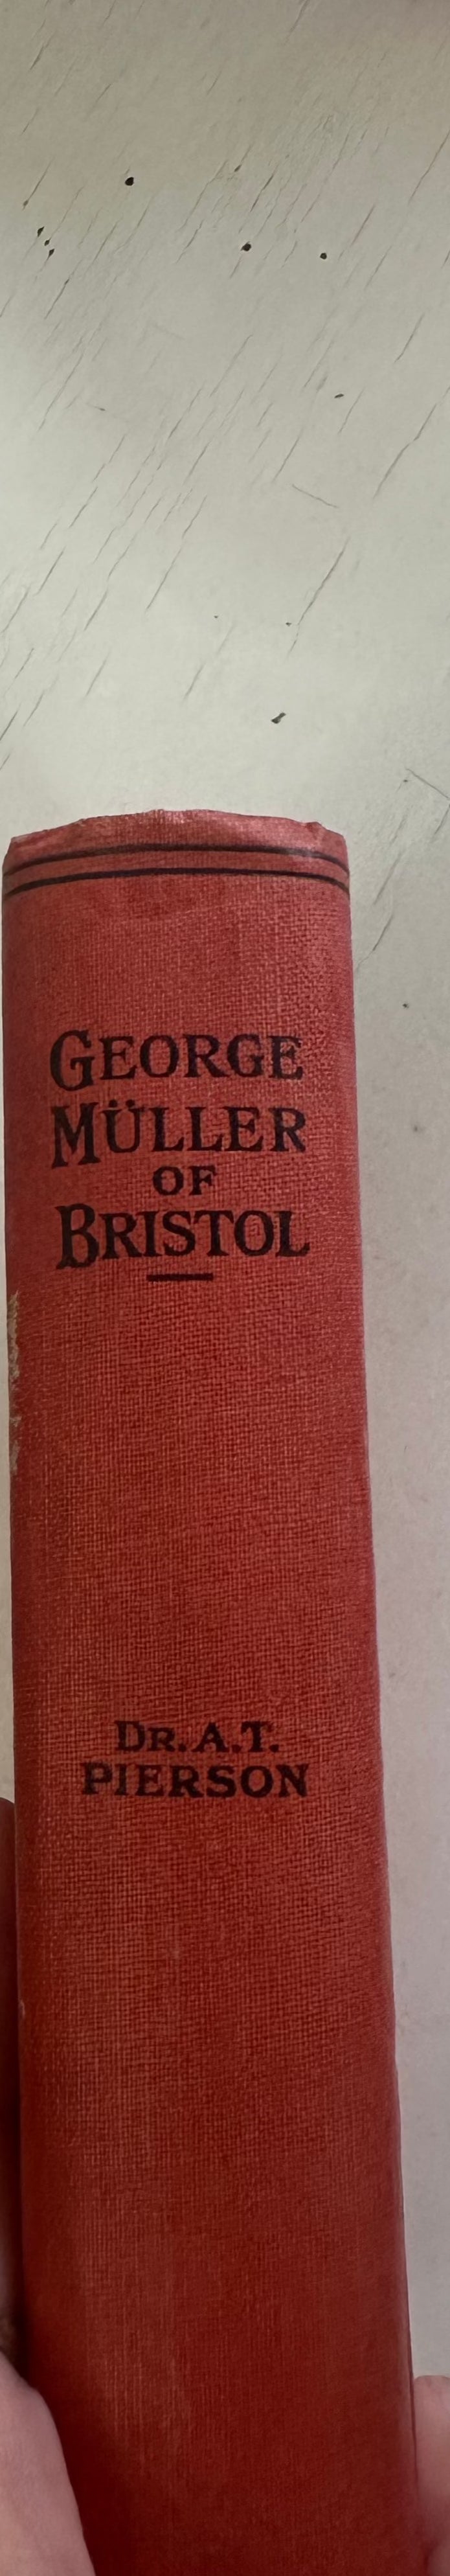 GEORGE
MÜLLER
OF
BRISTOL
DR. A.T.
PIERSON